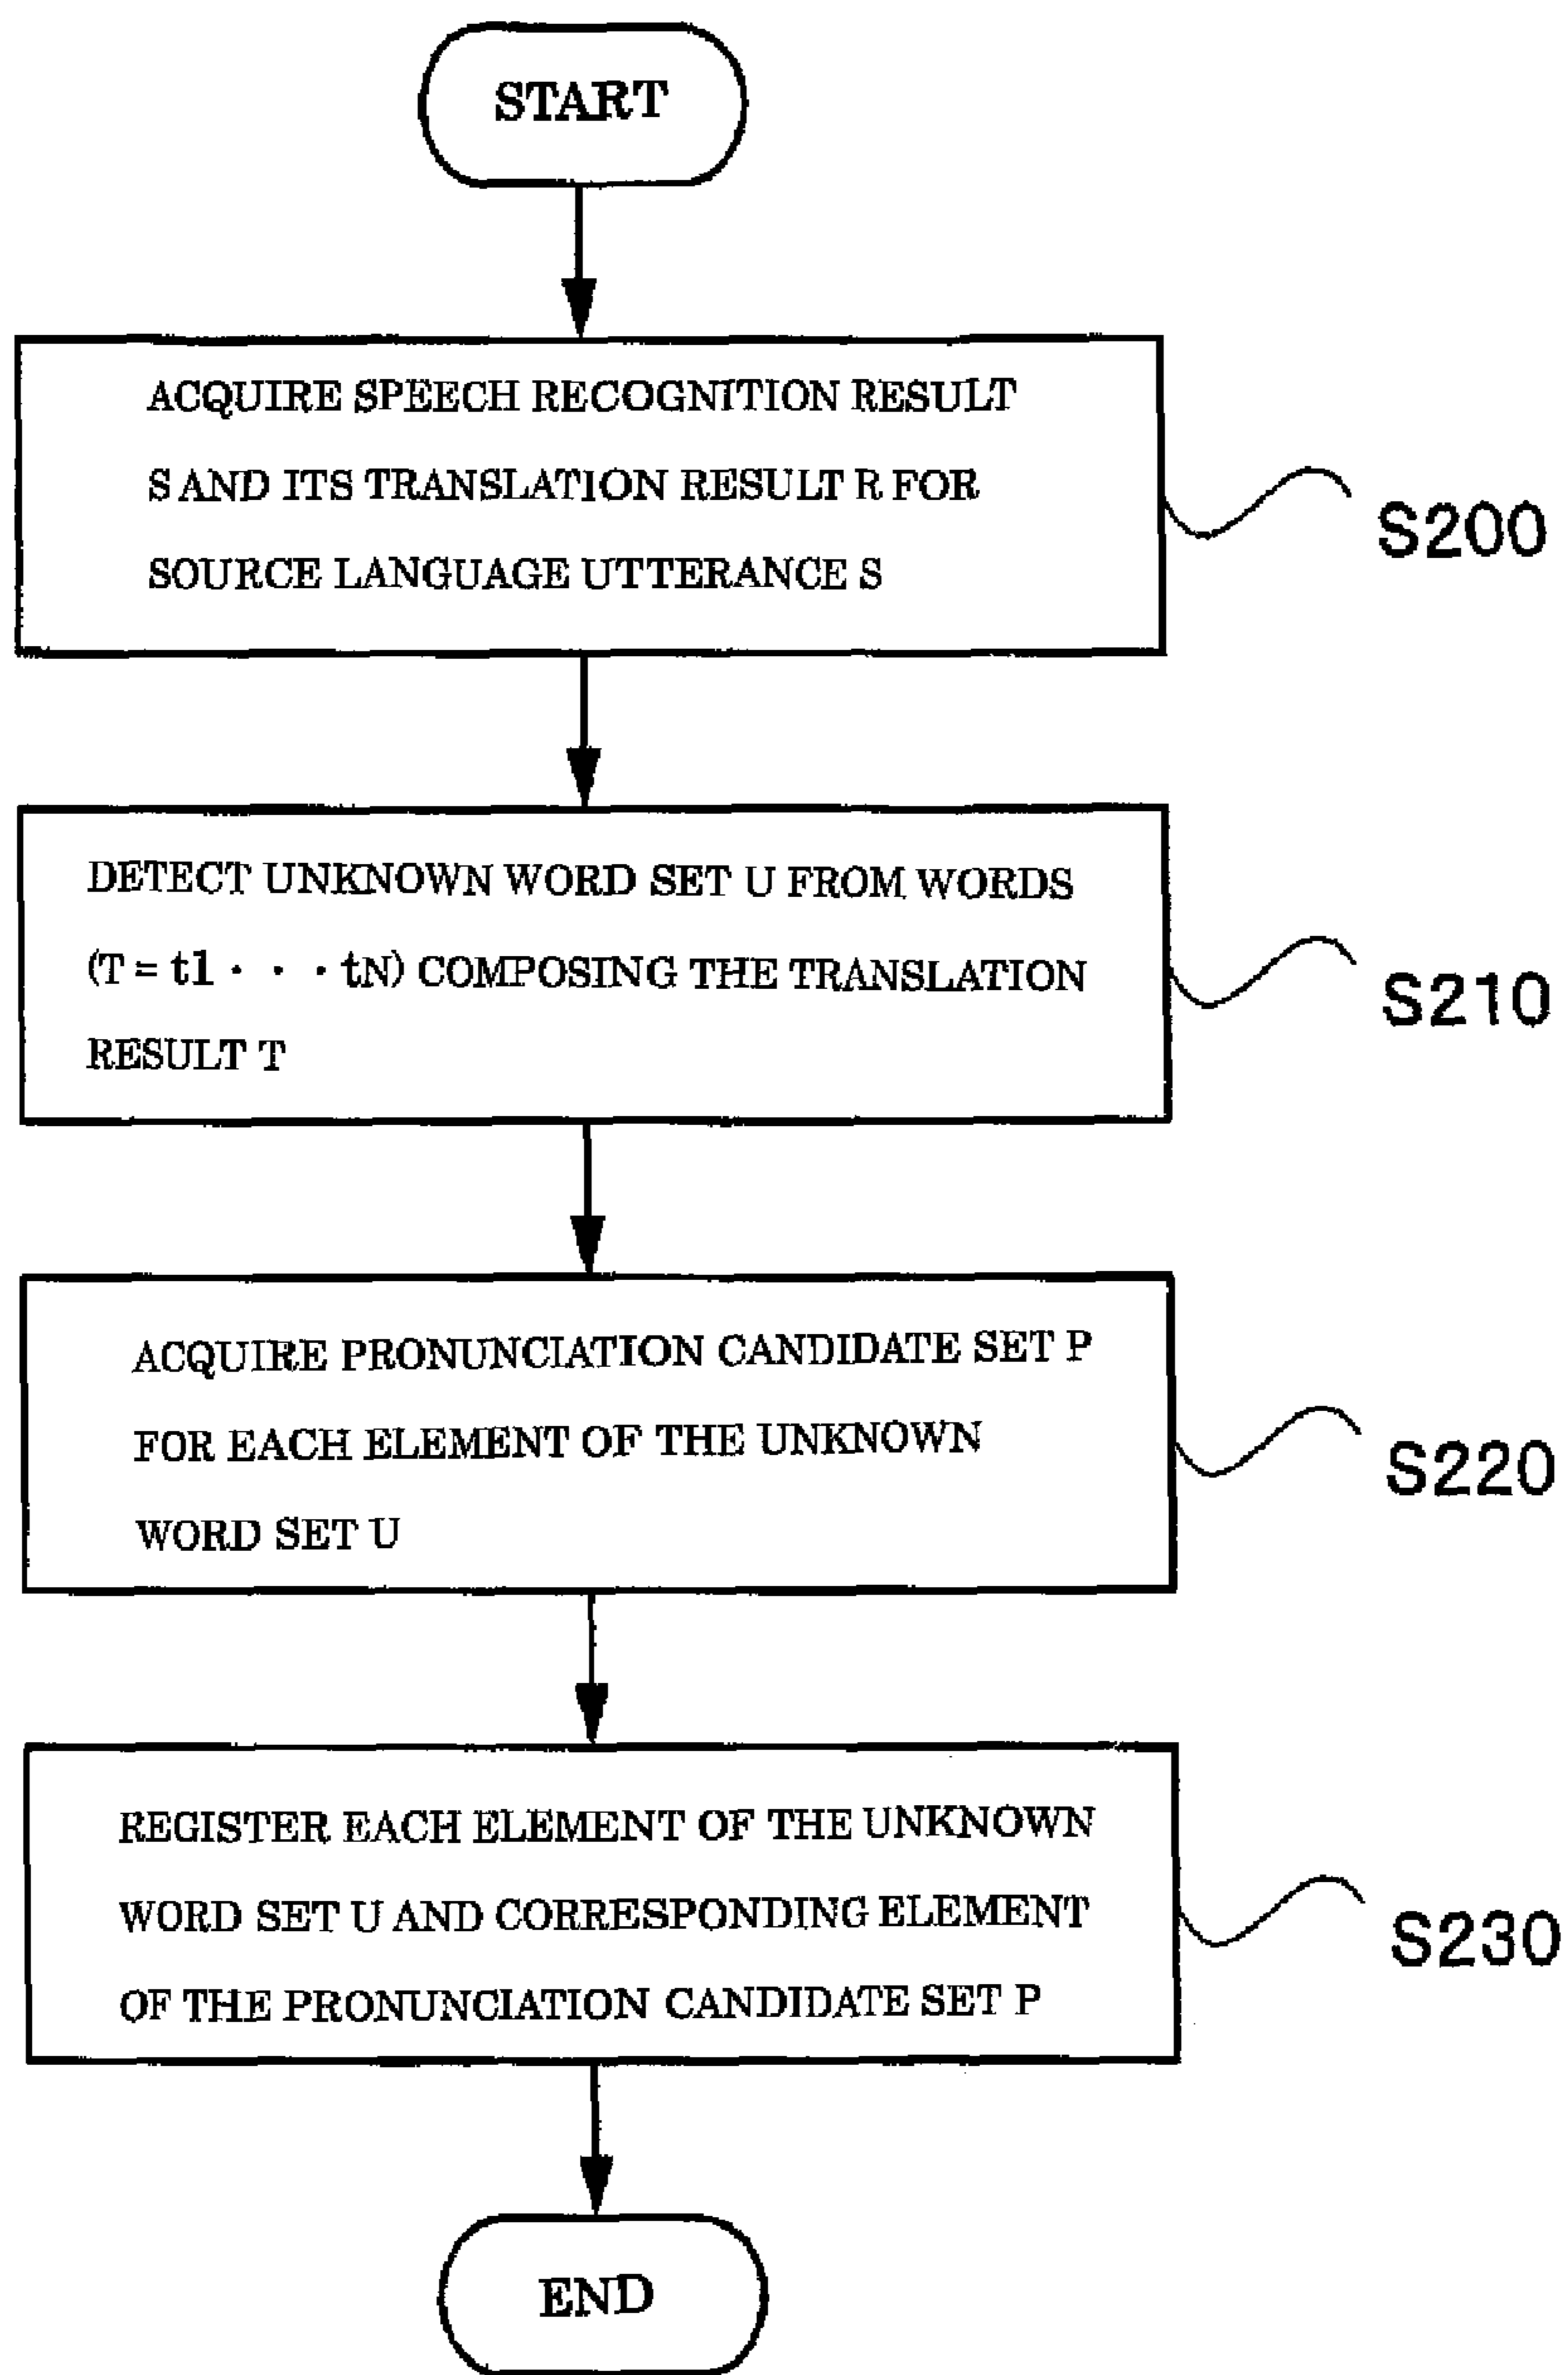 START
ACQUIRE SPEECH RECOGNITION RESULT
S AND ITS TRANSLATION RESULT R FOR
SOURCE LANGUAGE UTTERANCE S
S200
DETECT UNKNOWN WORD SET U FROM WORDS
(T = t1 · · · tN) COMPOSING THE TRANSLATION
RESULT T
S210
ACQUIRE PRONUNCIATION CANDIDATE SET P
FOR EACH ELEMENT OF THE UNKNOWN
WORD SET U
S220
REGISTER EACH ELEMENT OF THE UNKNOWN
WORD SET U AND CORRESPONDING ELEMENT
OF THE PRONUNCIATION CANDIDATE SET P
S230
END